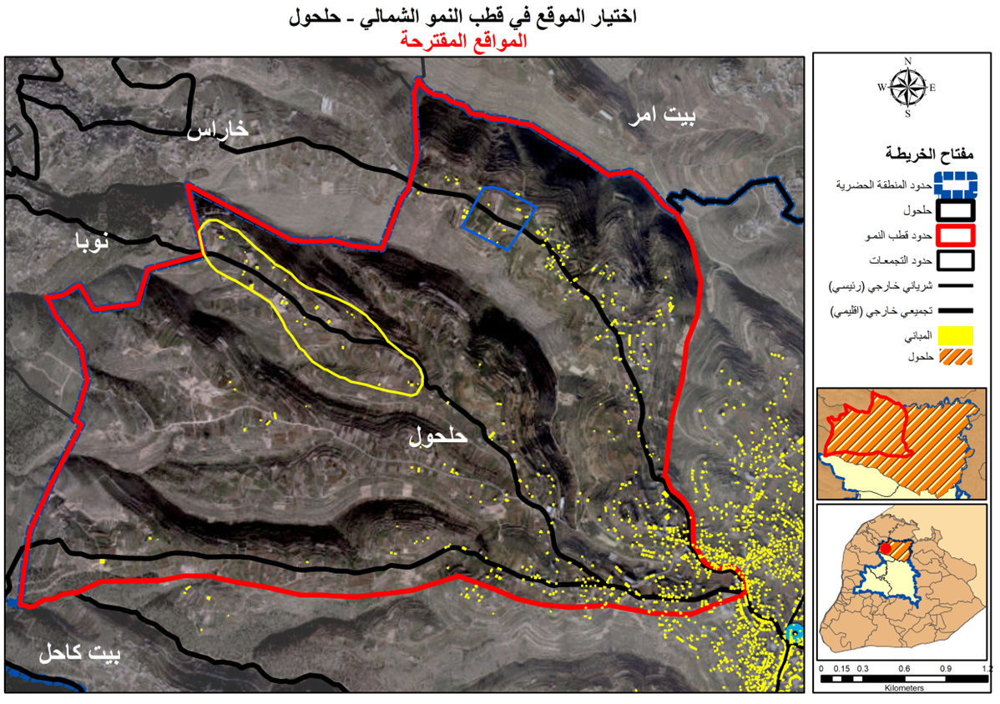 اختيار الموقع في قطب النمو الشمالي - حلحول
المواقع المقترحة
بيت امر
خاراس
نوبا
حلحول
بيت كاحل
N
W E
S
مفتاح الخريطة
حدود المنطقة الحضرية
حلحول
حدود قطب النمو
حدود التجمعات
شرياني خارجي (رئيسي)
تجميعي خارجي (اقليمي)
المباني
حلحول
0 0.15 0.3 0.6 0.9 1.2
Kilometers